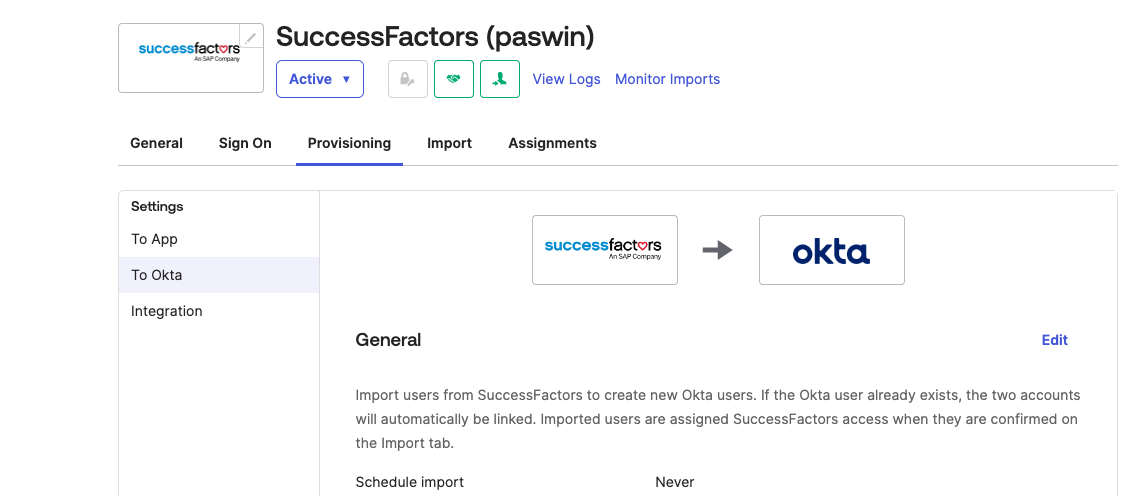 successfactors
An SAP Company
SuccessFactors (paswin)
Active
View Logs Monitor Imports
General Sign On Provisioning Import Assignments
Settings
To App
To Okta
Integration
successfactors
An SAP Company
okta
General Edit
Import users from SuccessFactors to create new Okta users. If the Okta user already exists, the two accounts
will automatically be linked. Imported users are assigned SuccessFactors access when they are confirmed on
the Import tab.
Schedule import Never